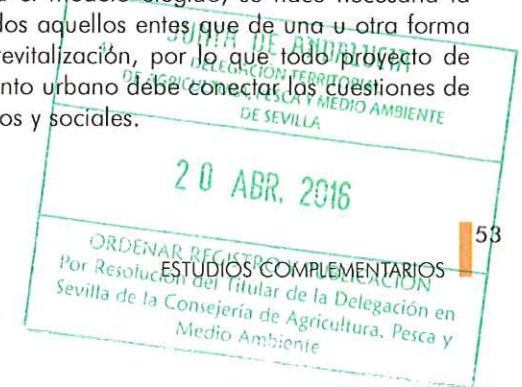 el modelo elegido, se hace necesaria la
dos aquellos entes que de una u otra forma
revitalización, por lo que todo proyecto de
nto urbano debe conectar las cuestiones de
os y sociales.
JUNTA DE ANDALUCIA
DELEGACIÓN TERRITORIAL
DE AGRICULTURA, PESCA Y MEDIO AMBIENTE
DE SEVILLA
20 ABR. 2016
ORDENAR REGISTRO Y PUBLICACIÓN
Por Resolución del Titular de la Delegación en
Sevilla de la Consejería de Agricultura, Pesca y
Medio Ambiente
53
ESTUDIOS COMPLEMENTARIOS